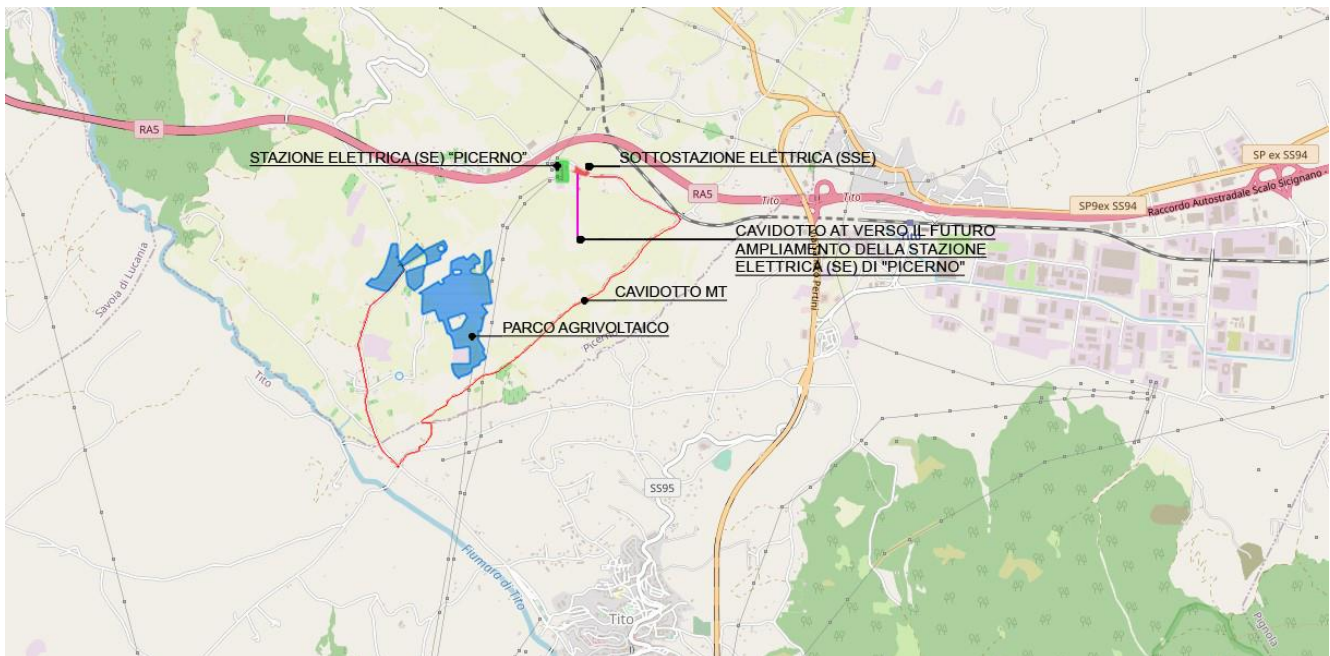 RA5
STAZIONE ELETTRICA (SE) "PICERNO"
SOTTOSTAZIONE ELETTRICA (SSE)
SP ex SS94
RA5
Tito
Tito
SP9ex SS94
Raccordo Autostradale Scalo Sicignano -
CAVIDOTTO AT VERSO IL FUTURO
AMPLIAMENTO DELLA STAZIONE
ELETTRICA (SE) DI "PICERNO"
Savoia di Lucania
CAVIDOTTO MT
Pertini
PARCO AGRIVOLTAICO
Tito
SS95
Fiumara di Tito
Tito
Pignola